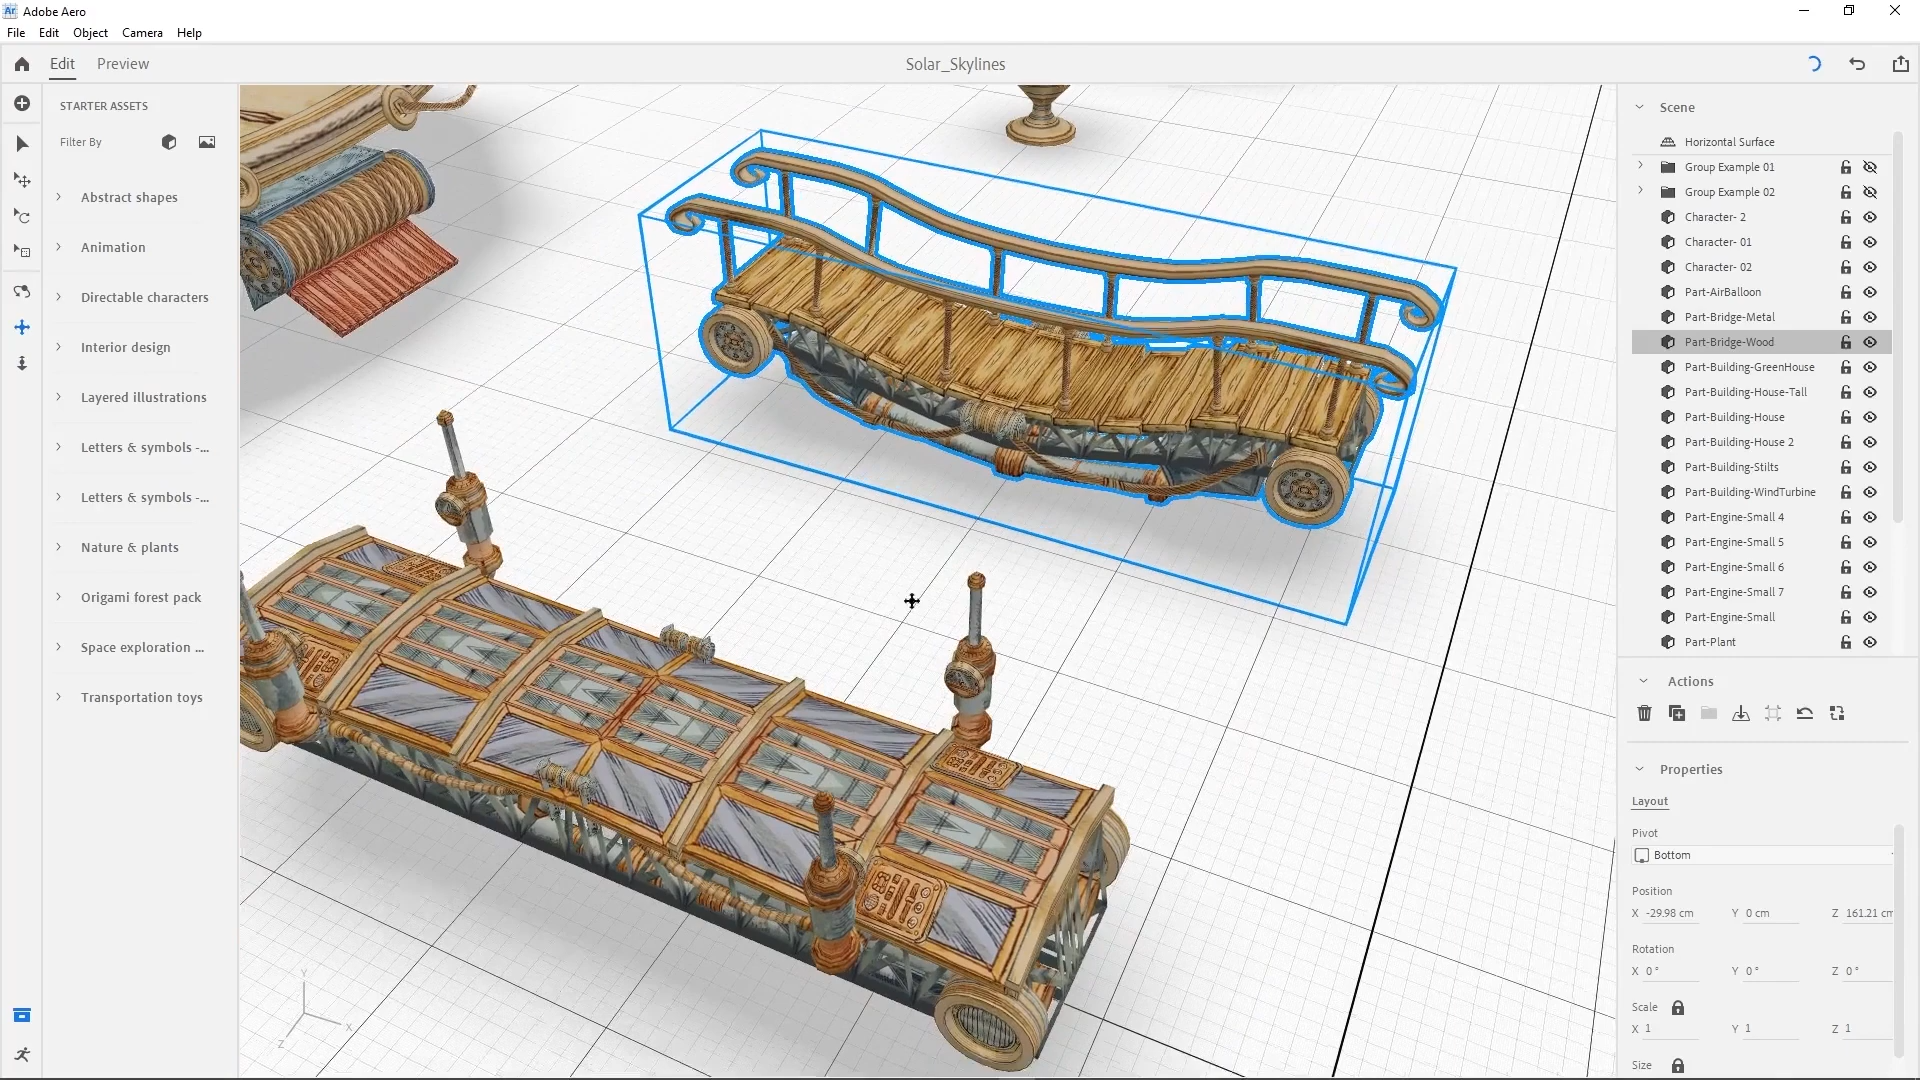 Ar Adobe Aero
File Edit Object Camera Help
Edit Preview Solar_Skylines
STARTER ASSETS
Filter By
Abstract shapes
Animation
Directable characters
Interior design
Layered illustrations
Letters & symbols -...
Letters & symbols -...
Nature & plants
Origami forest pack
Space exploration ...
Transportation toys
Y
X
Z
Scene
Horizontal Surface
Group Example 01
Group Example 02
Character- 2
Character- 01
Character- 02
Part-AirBalloon
Part-Bridge-Metal
Part-Bridge-Wood
Part-Building-GreenHouse
Part-Building-House-Tall
Part-Building-House
Part-Building-House 2
Part-Building-Stilts
Part-Building-WindTurbine
Part-Engine-Small 4
Part-Engine-Small 5
Part-Engine-Small 6
Part-Engine-Small 7
Part-Engine-Small
Part-Plant
Actions
Properties
Layout
Pivot
Bottom
Position
X -29.98 cm Y 0 cm Z 161.21 cm
Rotation
X 0° Y 0° Z 0°
Scale
X 1 Y 1 Z 1
Size